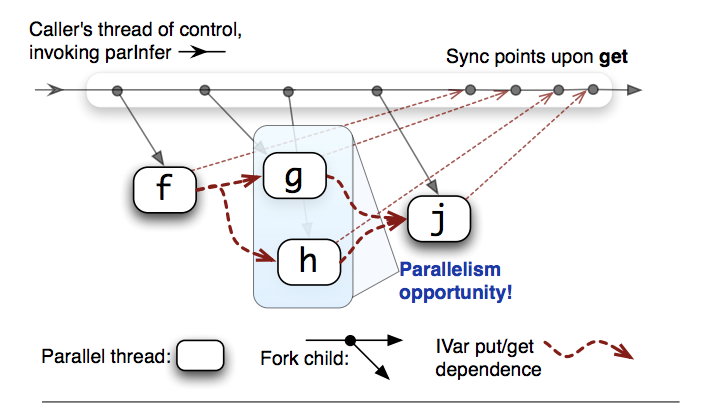 Caller's thread of control,
invoking parInfer
Sync points upon get
f
g
h
j
Parallelism
opportunity!
Parallel thread:
Fork child:
IVar put/get
dependence